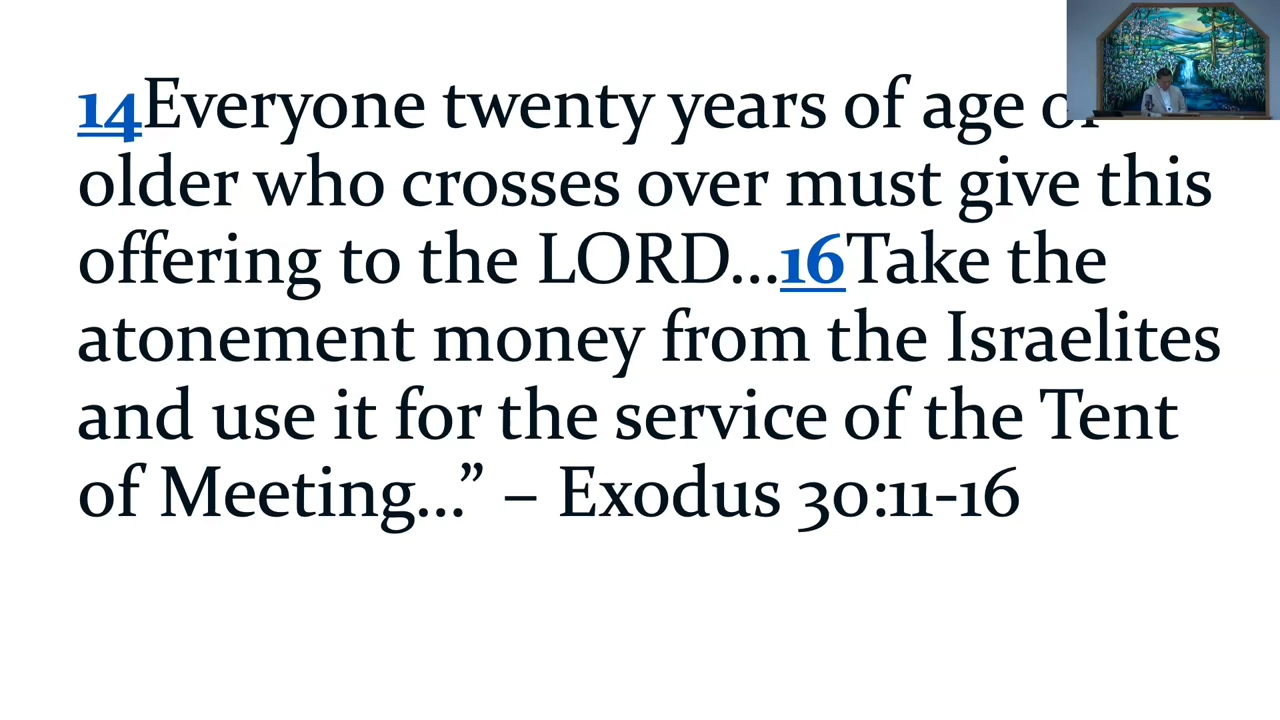 14Everyone twenty years of age or
older who crosses over must give this
offering to the LORD...16Take the
atonement money from the Israelites
and use it for the service of the Tent
of Meeting...” – Exodus 30:11-16